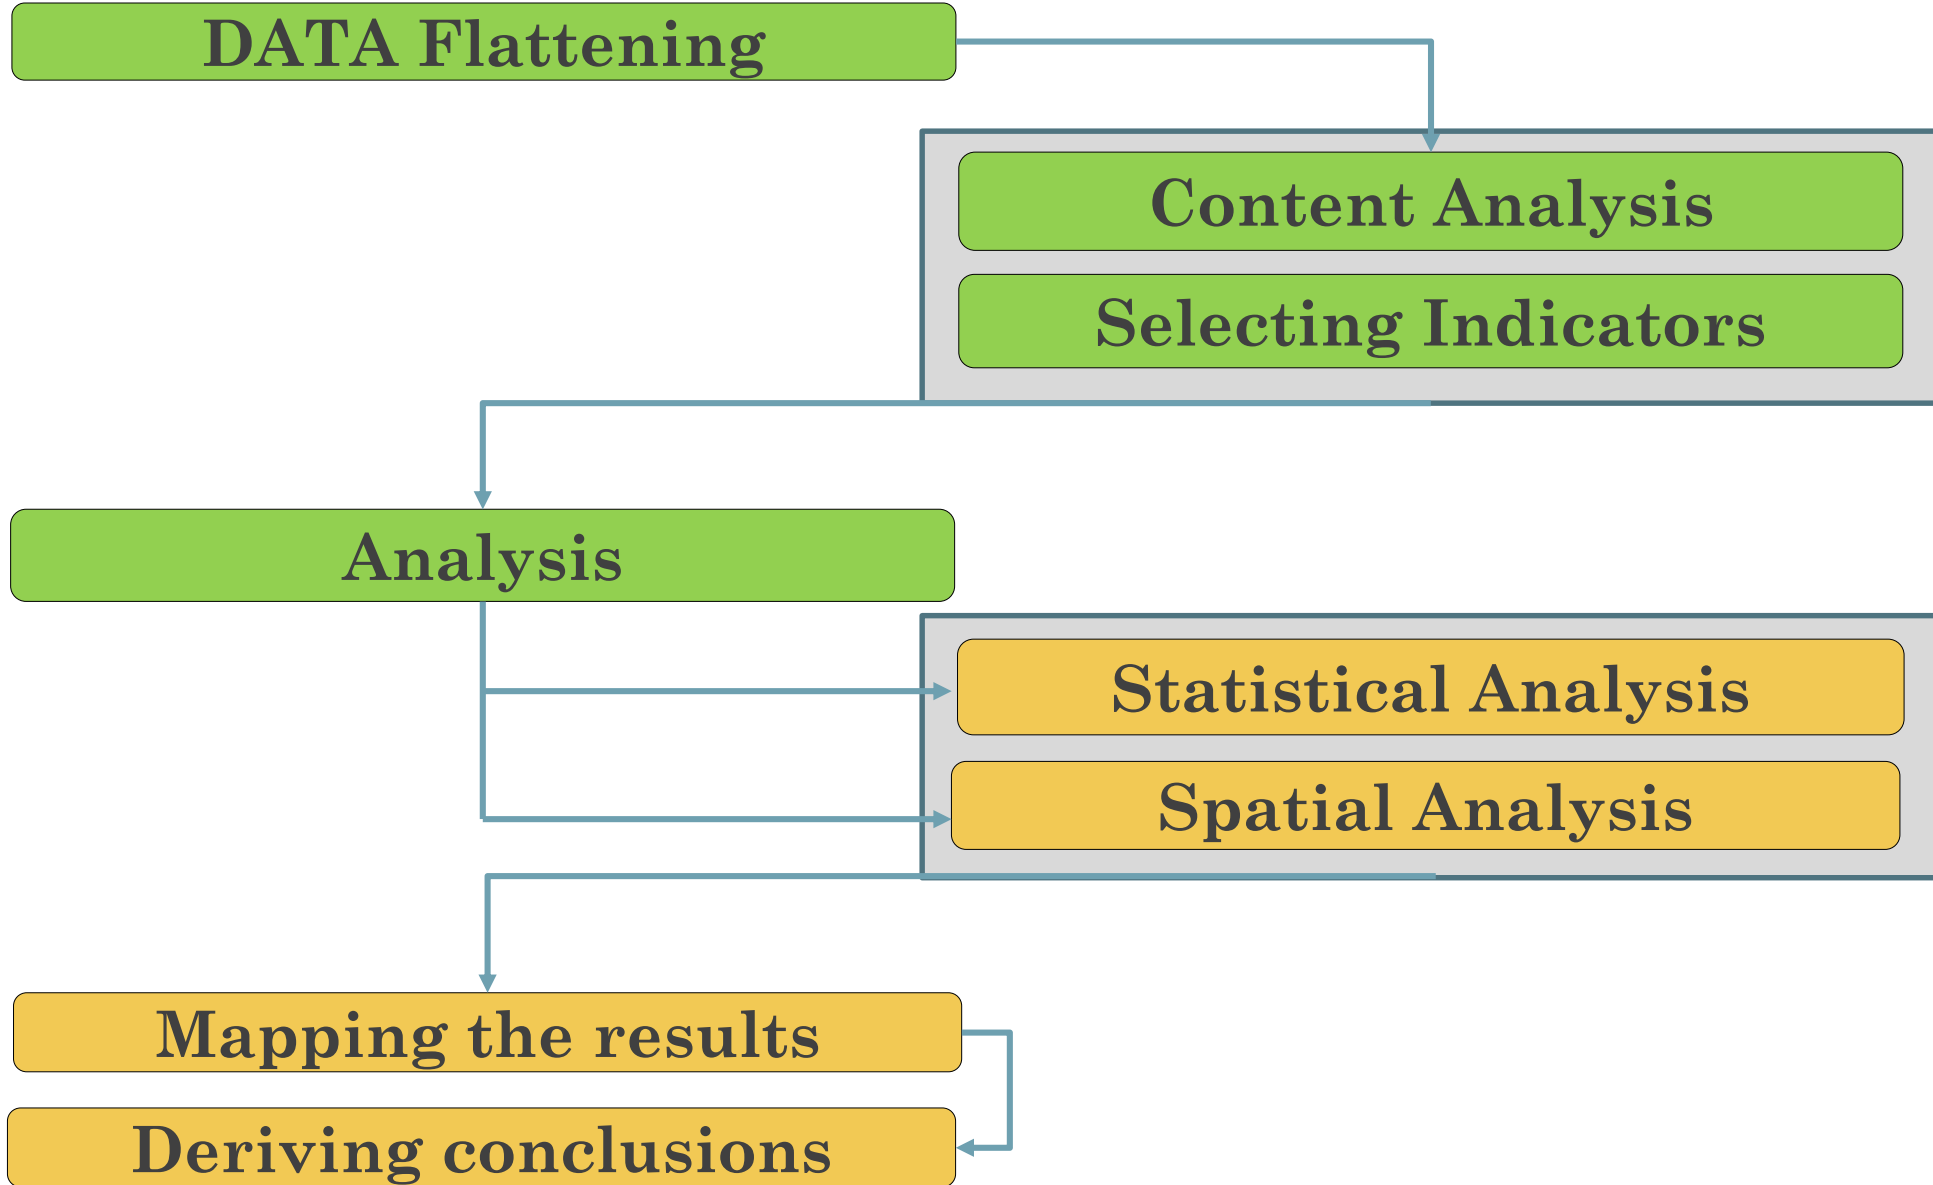 DATA Flattening
Content Analysis
Selecting Indicators
Analysis
Statistical Analysis
Spatial Analysis
Mapping the results
Deriving conclusions